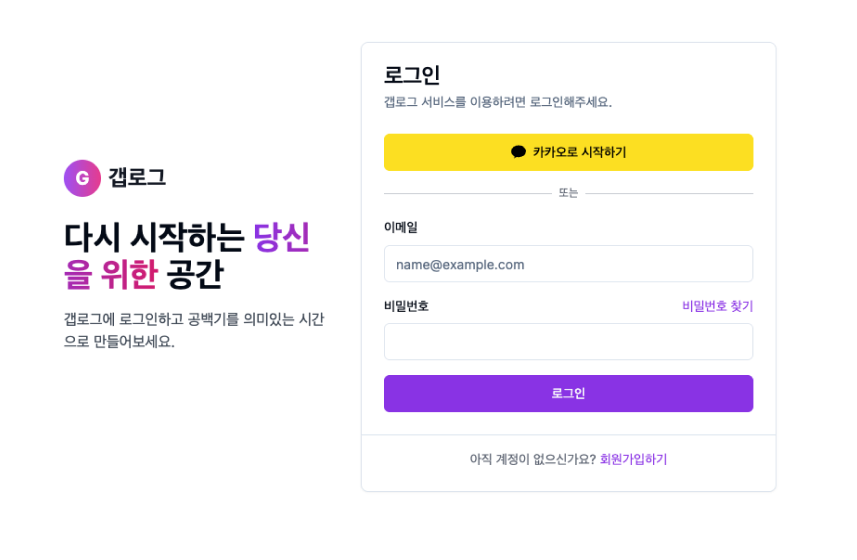 G 갭로그
다시 시작하는 당신
을 위한 공간
갭로그에 로그인하고 공백기를 의미있는 시간
으로 만들어보세요.
로그인
갭로그 서비스를 이용하려면 로그인해주세요.
카카오로 시작하기
또는
이메일
name@example.com
비밀번호 비밀번호 찾기
로그인
아직 계정이 없으신가요? 회원가입하기